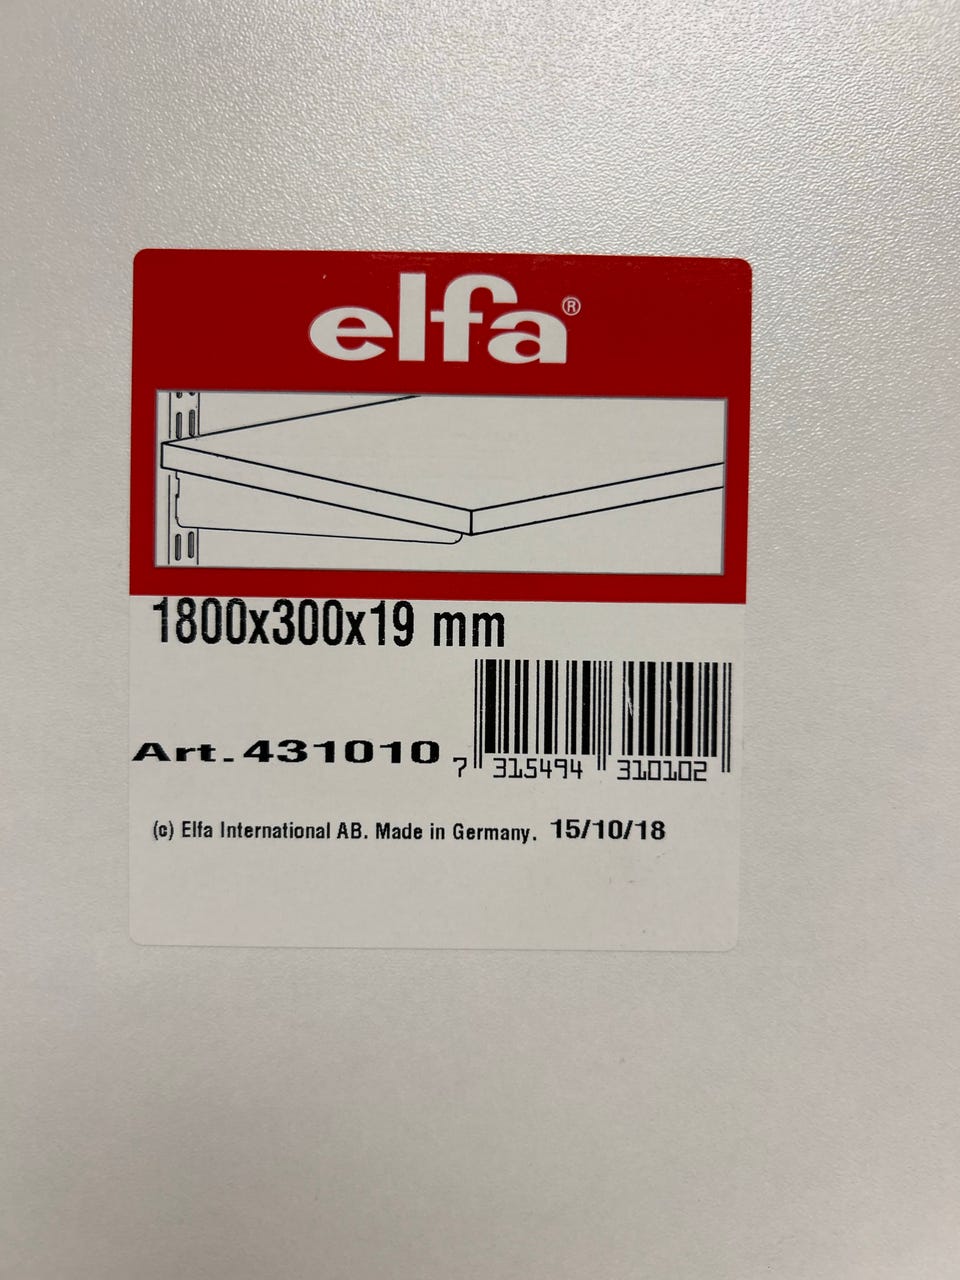 elfa®
1800x300x19 mm
Art. 431010
7 315494 310102
(c) Elfa International AB. Made in Germany. 15/10/18